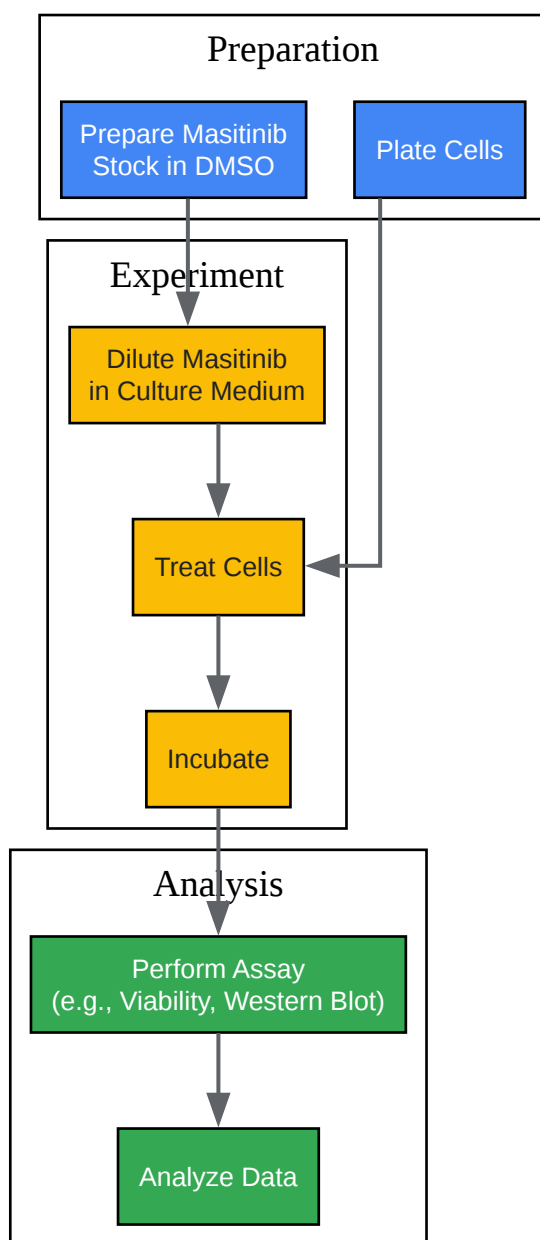 Preparation
Prepare Masitinib
Stock in DMSO
Plate Cells
Experiment
Dilute Masitinib
in Culture Medium
Treat Cells
Incubate
Analysis
Perform Assay
(e.g., Viability, Western Blot)
Analyze Data